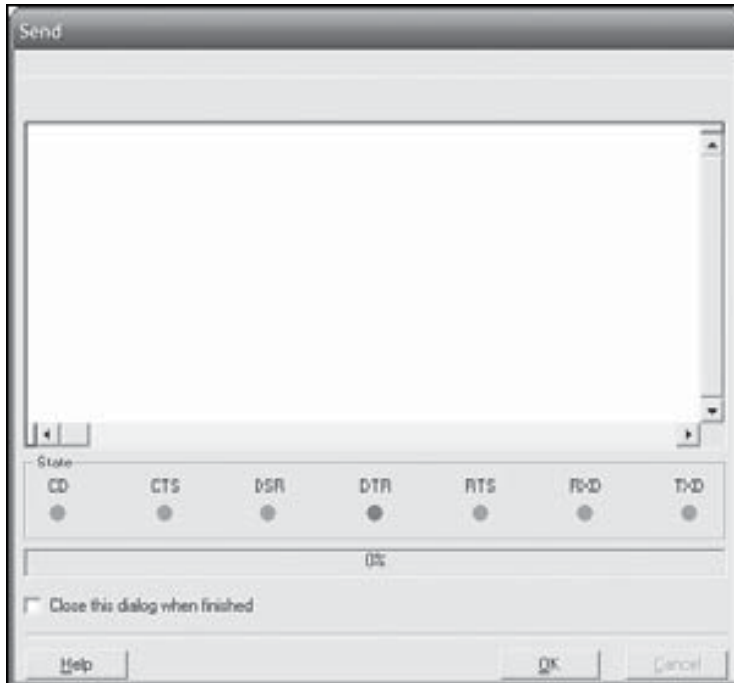 Send
State
CD CTS DSR DTR RTS RXD TXD
0%
Close this dialog when finished
Help OK Cancel